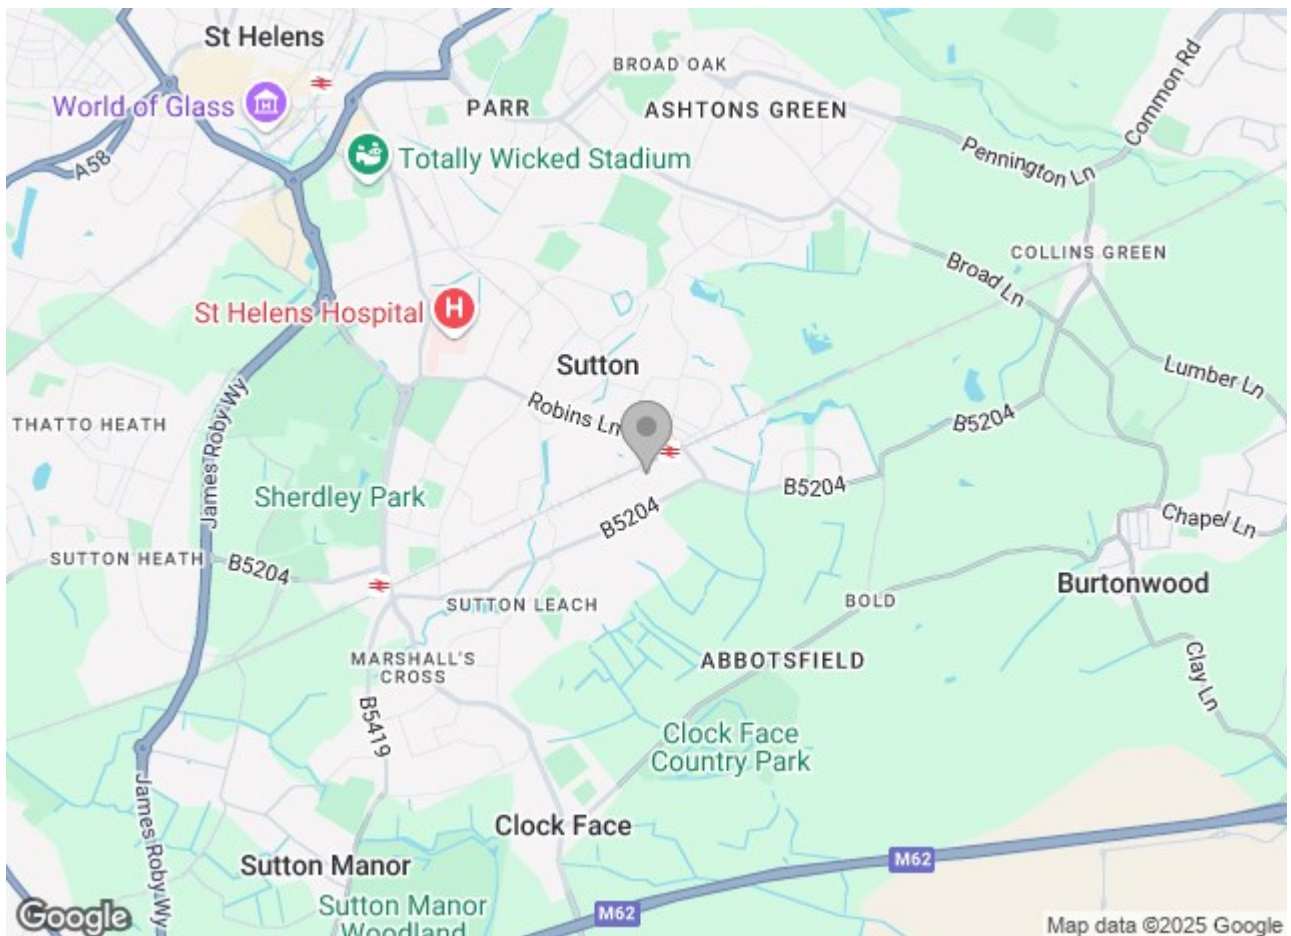 St Helens
BROAD OAK
World of Glass
PARR
ASHTONS GREEN
Common Rd
A58
Totally Wicked Stadium
Pennington Ln
COLLINS GREEN
Broad Ln
St Helens Hospital
H
Sutton
Lumber Ln
Robins Ln
THATTO HEATH
James Roby Wy
B5204
Sherdley Park
B5204
B5204
Chapel Ln
SUTTON HEATH
B5204
Burtonwood
SUTTON LEACH
BOLD
MARSHALL'S
CROSS
ABBOTSFIELD
Clay Ln
B5419
Clock Face
Country Park
James Roby Wy
Clock Face
Sutton Manor
M62
Sutton Manor
Woodland
M62
Google
Map data ©2025 Google